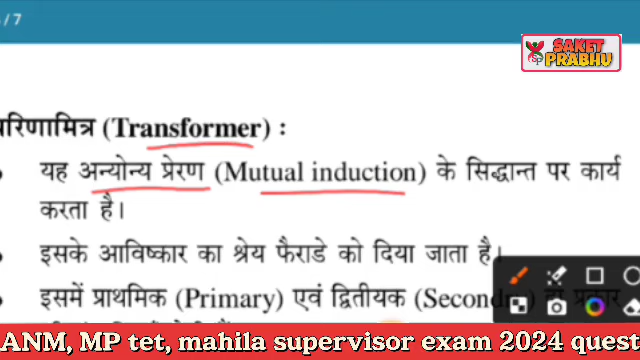 / 7
SAKET
PRABHU
परिणामित्र (Transformer) :
यह अन्योन्य प्रेरण (Mutual induction) के सिद्धान्त पर कार्य
करता है।
इसके आविष्कार का श्रेय फैराडे को दिया जाता है।
इसमें प्राथमिक (Primary) एवं द्वितीयक
ANM, MP tet, mahila supervisor exam 2024 quest